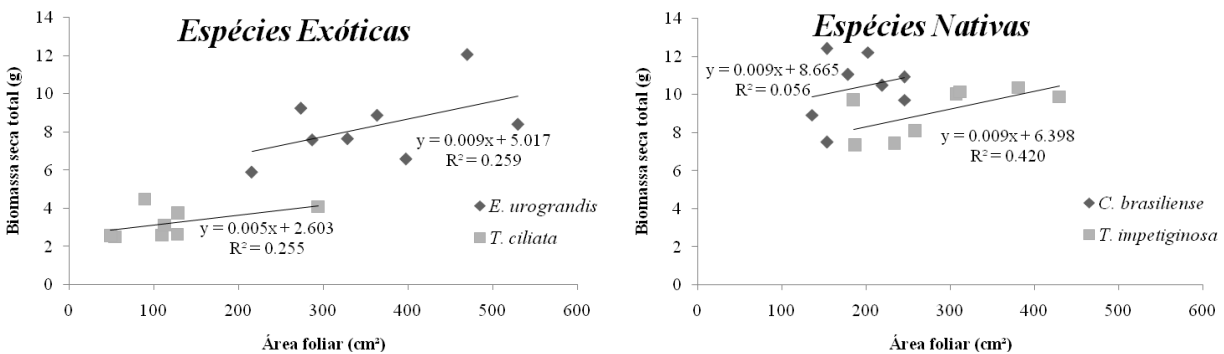 Espécies Exóticas
Biomassa seca total (g)
14
12
10
8
6
4
2
0
y = 0.009x + 5.017
R² = 0.259
y = 0.005x + 2.603
R² = 0.255
E. urograndis
T. ciliata
0 100 200 300 400 500 600
Área foliar (cm²)
Espécies Nativas
Biomassa seca total (g)
14
12
10
8
6
4
2
0
y = 0.009x + 8.665
R² = 0.056
y = 0.009x + 6.398
R² = 0.420
C. brasiliense
T. impetiginosa
0 100 200 300 400 500 600
Área foliar (cm²)